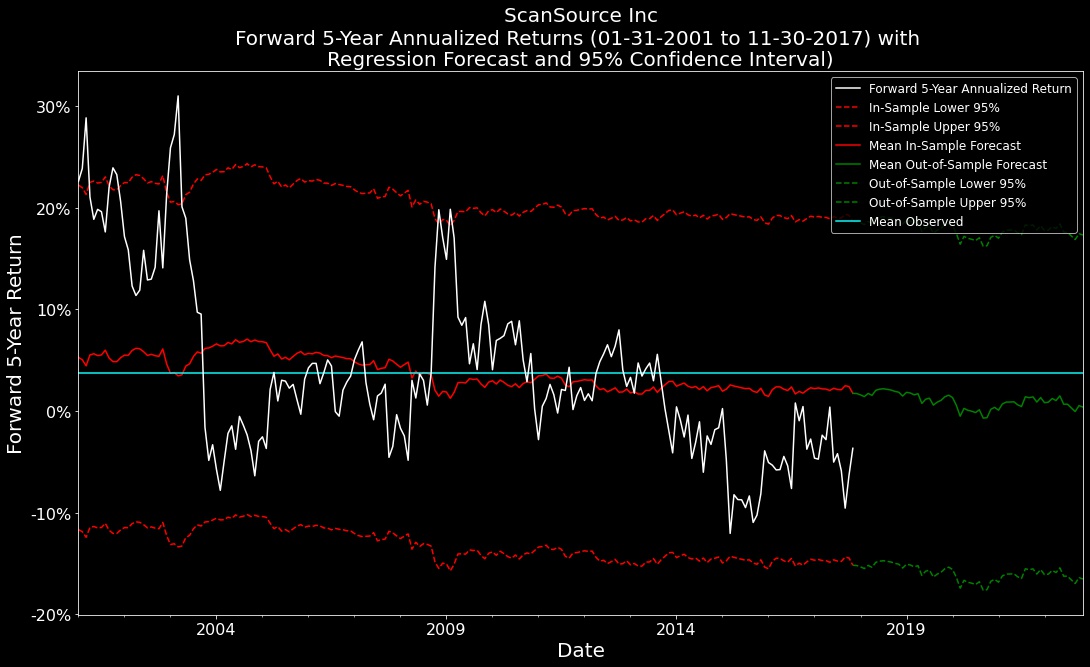 ScanSource Inc
Forward 5-Year Annualized Returns (01-31-2001 to 11-30-2017) with
Regression Forecast and 95% Confidence Interval)
Forward 5-Year Annualized Return
In-Sample Lower 95%
In-Sample Upper 95%
Mean In-Sample Forecast
Mean Out-of-Sample Forecast
Out-of-Sample Lower 95%
Out-of-Sample Upper 95%
Mean Observed
Forward 5-Year Return
30%
20%
10%
0%
-10%
-20%
2004
2009
2014
2019
Date